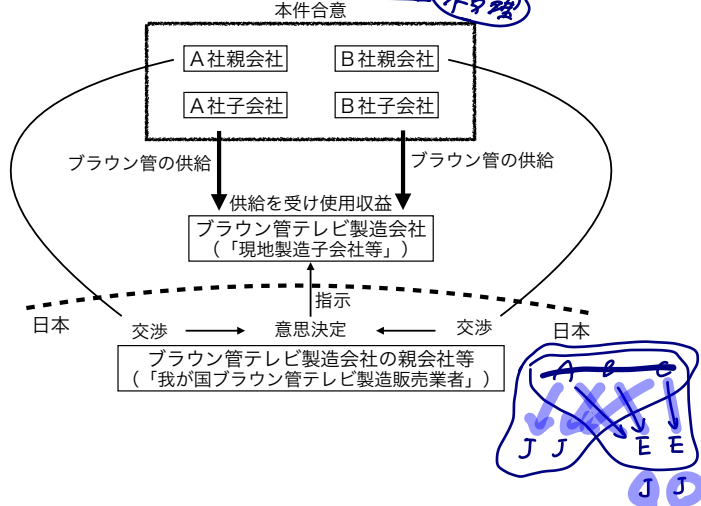 本件合意
A社親会社 B社親会社
A社子会社 B社子会社
ブラウン管の供給 ブラウン管の供給
供給を受け使用収益
ブラウン管テレビ製造会社
（「現地製造子会社等」）
指示
日本 日本
交渉 意思決定 交渉
ブラウン管テレビ製造会社の親会社等
（「我が国ブラウン管テレビ製造販売業者」）
A B C
J J E E
J J